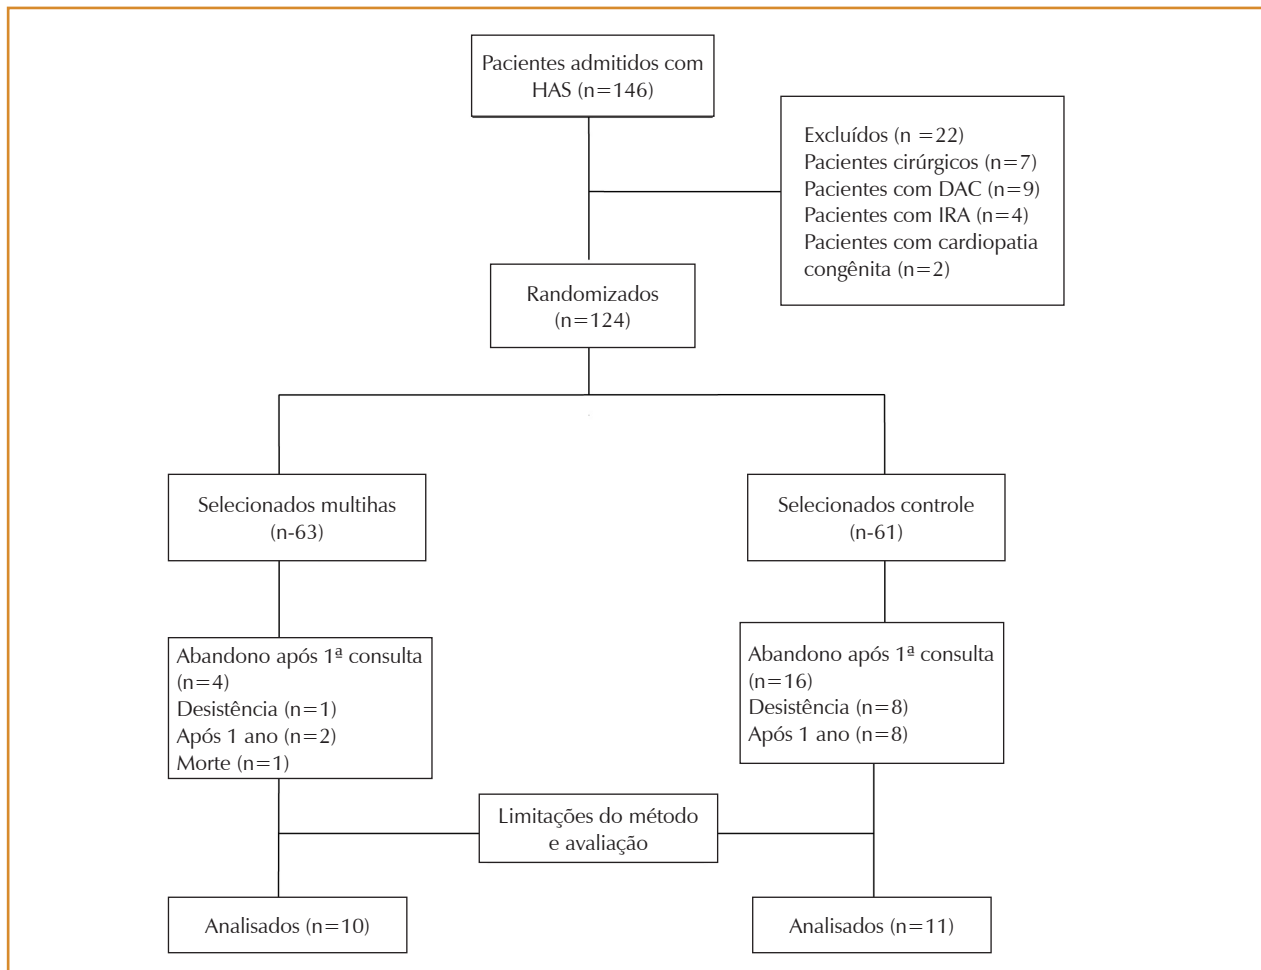 Pacientes admitidos com
HAS (n=146)
Excluídos (n =22)
Pacientes cirúrgicos (n=7)
Pacientes com DAC (n=9)
Pacientes com IRA (n=4)
Pacientes com cardiopatia
congênita (n=2)
Randomizados
(n=124)
Selecionados multihas
(n-63)
Selecionados controle
(n-61)
Abandono após 1ª consulta
(n=4)
Desistência (n=1)
Após 1 ano (n=2)
Morte (n=1)
Abandono após 1ª consulta
(n=16)
Desistência (n=8)
Após 1 ano (n=8)
Limitações do método
e avaliação
Analisados (n=10)
Analisados (n=11)